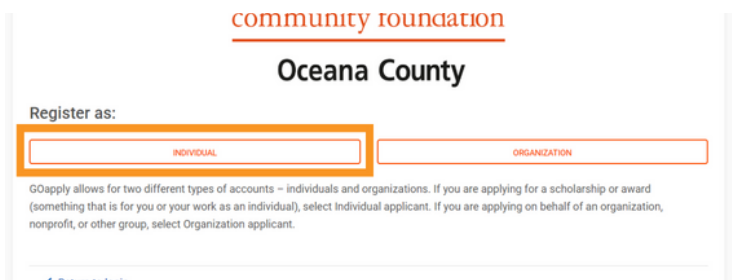 community foundation
Oceana County
Register as:
INDIVIDUAL
ORGANIZATION
GOapply allows for two different types of accounts – individuals and organizations. If you are applying for a scholarship or award
(something that is for you or your work as an individual), select Individual applicant. If you are applying on behalf of an organization,
nonprofit, or other group, select Organization applicant.